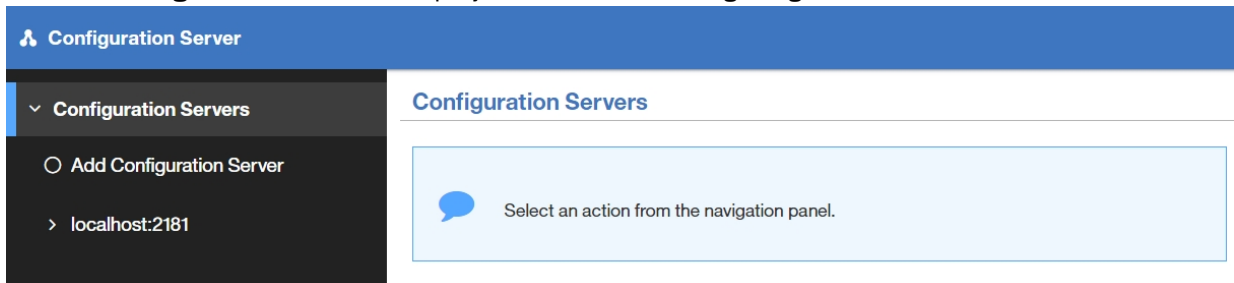 Configuration Server
Configuration Servers
Configuration Servers
Add Configuration Server
Select an action from the navigation panel.
localhost:2181